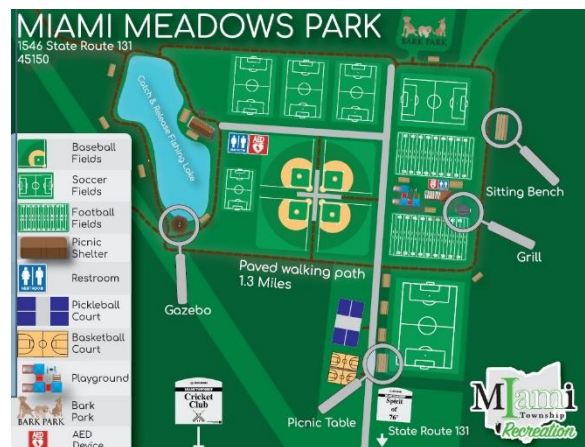 MIAMI MEADOWS PARK
1546 State Route 131
45150
BARK PARK
Catch & Release Fishing Lake
AED
Baseball
Fields
Soccer
Fields
Football
Fields
Picnic
Shelter
Restroom
Pickleball
Court
Basketball
Court
Playground
Bark
Park
BARK PARK
AED
Device
Sitting Bench
Grill
Paved walking path
1.3 Miles
Gazebo
Cricket
Club
Picnic Table
Spirit
of
76'
State Route 131
Miami
Township
Recreation